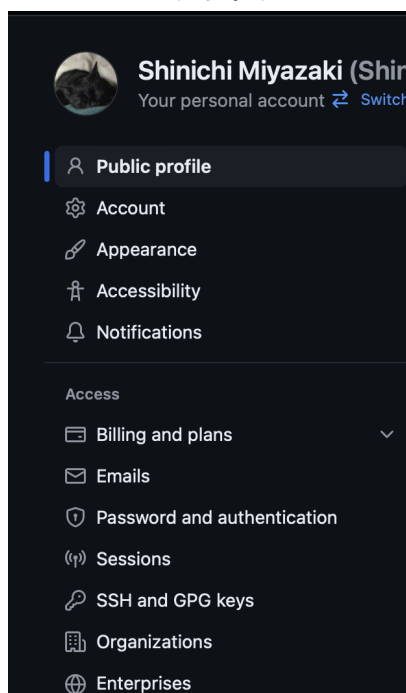 Shinichi Miyazaki (Shin
Your personal account Switch
Public profile
Account
Appearance
Accessibility
Notifications
Access
Billing and plans
Emails
Password and authentication
Sessions
SSH and GPG keys
Organizations
Enterprises